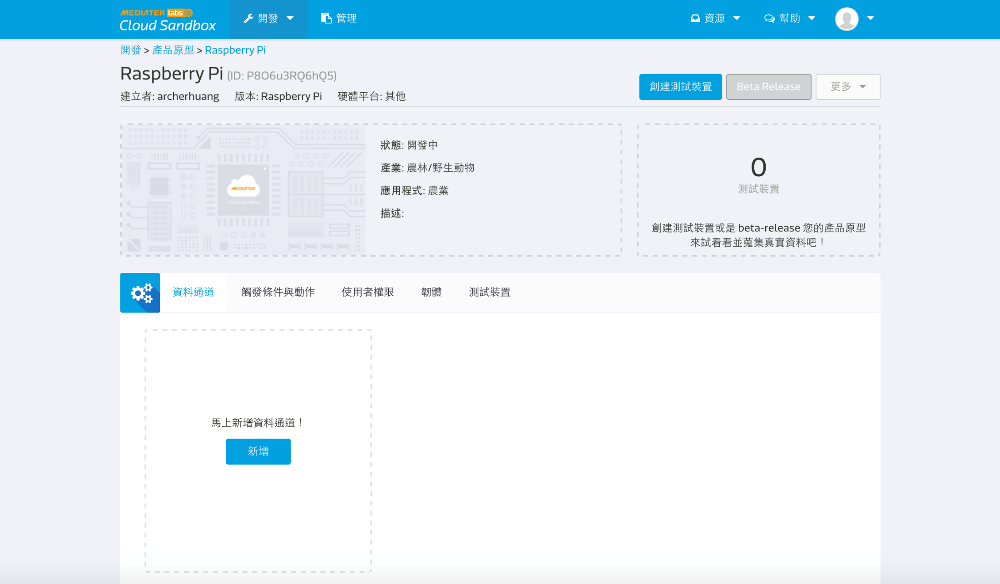 MEDIATEK labs
Cloud Sandbox
開發
管理
資源
幫助
開發 > 產品原型 > Raspberry Pi
Raspberry Pi (ID: P8O6u3RQ6hQ5)
建立者: archerhuang 版本: Raspberry Pi 硬體平台: 其他
創建測試裝置
Beta Release
更多
MEDIATEK
Cloud Sandbox
狀態: 開發中
產業: 農林/野生動物
應用程式: 農業
描述:
0
測試裝置
創建測試裝置或是 beta-release 您的產品原型
來試看看並蒐集真實資料吧！
資料通道
觸發條件與動作
使用者權限
韌體
測試裝置
馬上新增資料通道！
新增